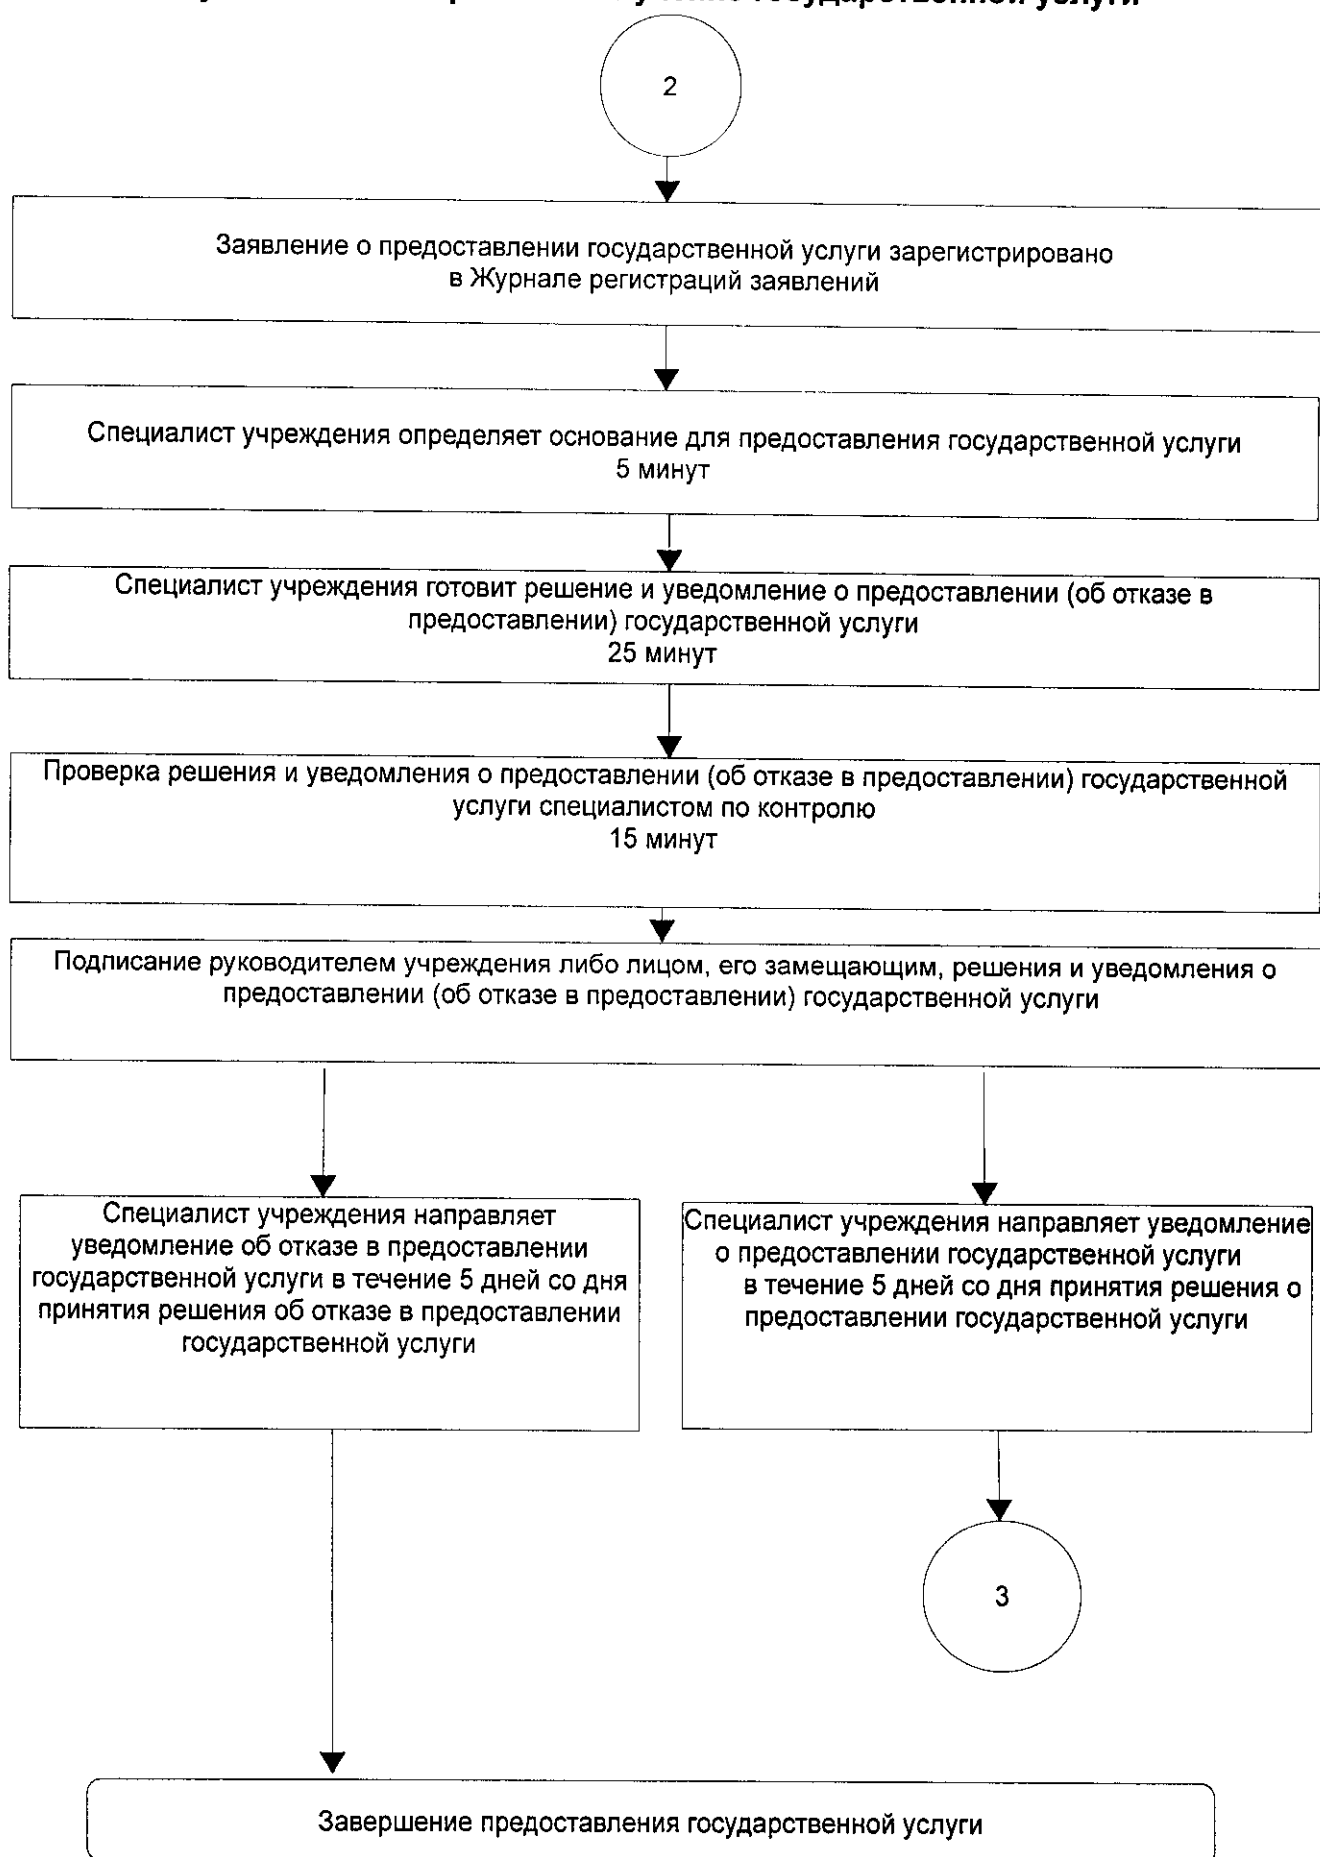 государственной услуги
2
Заявление о предоставлении государственной услуги зарегистрировано
в Журнале регистраций заявлений
Специалист учреждения определяет основание для предоставления государственной услуги
5 минут
Специалист учреждения готовит решение и уведомление о предоставлении (об отказе в
предоставлении) государственной услуги
25 минут
Проверка решения и уведомления о предоставлении (об отказе в предоставлении) государственной
услуги специалистом по контролю
15 минут
Подписание руководителем учреждения либо лицом, его замещающим, решения и уведомления о
предоставлении (об отказе в предоставлении) государственной услуги
Специалист учреждения направляет
уведомление об отказе в предоставлении
государственной услуги в течение 5 дней со дня
принятия решения об отказе в предоставлении
государственной услуги
Специалист учреждения направляет уведомление
о предоставлении государственной услуги
в течение 5 дней со дня принятия решения о
предоставлении государственной услуги
3
Завершение предоставления государственной услуги